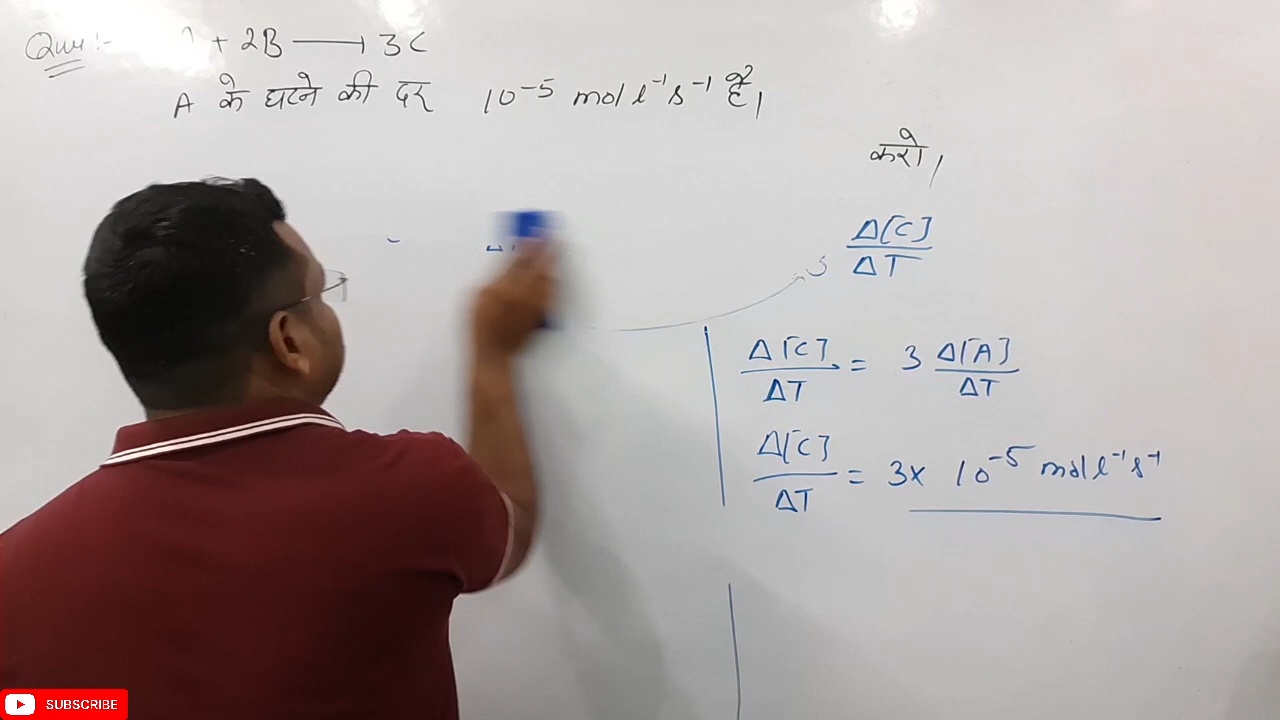 Que:- A + 2B ⟶ 3C
A के घटने की दर 10⁻⁵ mol l⁻¹ s⁻¹ है।
करो।
Δ[C]/ΔT
Δ[C]/ΔT = 3 Δ[A]/ΔT
Δ[C]/ΔT = 3× 10⁻⁵ mol l⁻¹ s⁻¹
SUBSCRIBE